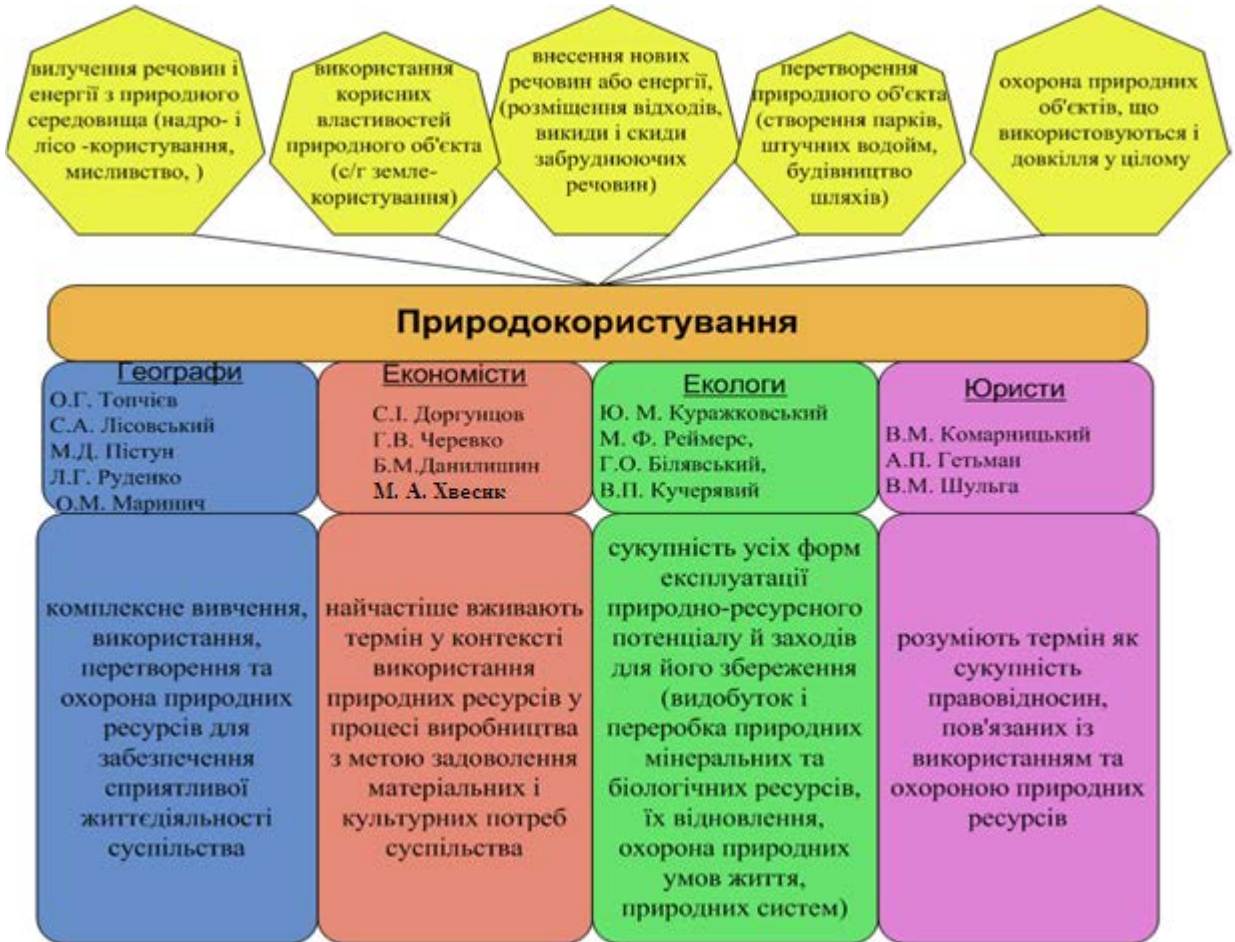 вилучення речовин і
енергії з природного
середовища (надро- і
лісо -користування,
мисливство, )
використання
корисних
властивостей
природного об'єкта
(с/г земле-
користування)
внесення нових
речовин або енергії,
(розміщення відходів,
викиди і скиди
забруднюючих
речовин)
перетворення
природного об'єкта
(створення парків,
штучних водойм,
будівництво
шляхів)
охорона природних
об'єктів, що
використовуються і
довкілля у цілому
Природокористування
Географи
О.Г. Топчієв
С.А. Лісовський
М.Д. Пістун
Л.Г. Руденко
О.М. Маринич
Економісти
С.І. Доргунцов
Г.В. Черевко
Б.М.Данилишин
М. А. Хвесик
Екологи
Ю. М. Куражковський
М. Ф. Реймерс,
Г.О. Білявський,
В.П. Кучерявий
Юристи
В.М. Комарницький
А.П. Гетьман
В.М. Шульга
комплексне вивчення,
використання,
перетворення та
охорона природних
ресурсів для
забезпечення
сприятливої
життєдіяльності
суспільства
найчастіше вживають
термін у контексті
використання
природних ресурсів у
процесі виробництва
з метою задоволення
матеріальних і
культурних потреб
суспільства
сукупність усіх форм
експлуатації
природно-ресурсного
потенціалу й заходів
для його збереження
(видобуток і
переробка природних
мінеральних та
біологічних ресурсів,
їх відновлення,
охорона природних
умов життя,
природних систем)
розуміють термін як
сукупність
правовідносин,
пов'язаних із
використанням та
охороною природних
ресурсів